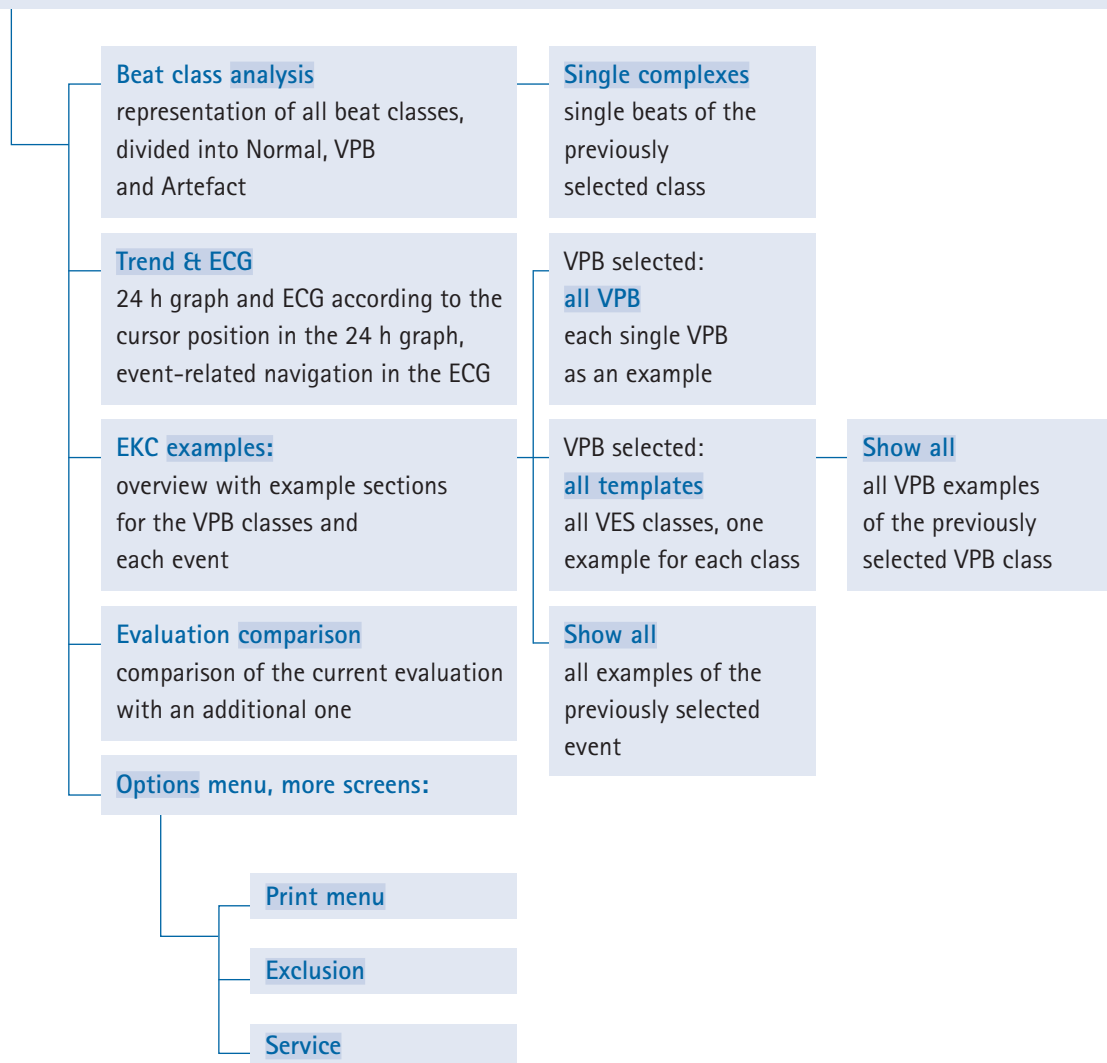 Beat class analysis
representation of all beat classes,
divided into Normal, VPB
and Artefact
Single complexes
single beats of the
previously
selected class
Trend & ECG
24 h graph and ECG according to the
cursor position in the 24 h graph,
event-related navigation in the ECG
VPB selected:
all VPB
each single VPB
as an example
EKC examples:
overview with example sections
for the VPB classes and
each event
VPB selected:
all templates
all VES classes, one
example for each class
Show all
all VPB examples
of the previously
selected VPB class
Evaluation comparison
comparison of the current evaluation
with an additional one
Show all
all examples of the
previously selected
event
Options menu, more screens:
Print menu
Exclusion
Service